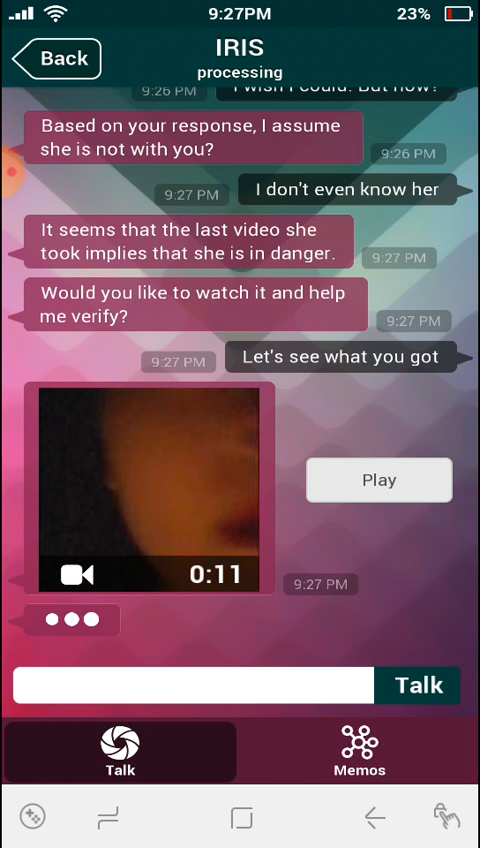 9:27PM
23%
Back
IRIS
processing
9:26 PM
I wish I could. But how?
Based on your response, I assume
she is not with you?
9:26 PM
9:27 PM
I don't even know her
It seems that the last video she
took implies that she is in danger.
9:27 PM
Would you like to watch it and help
me verify?
9:27 PM
9:27 PM
Let's see what you got
0:11
Play
9:27 PM
Talk
Talk
Memos